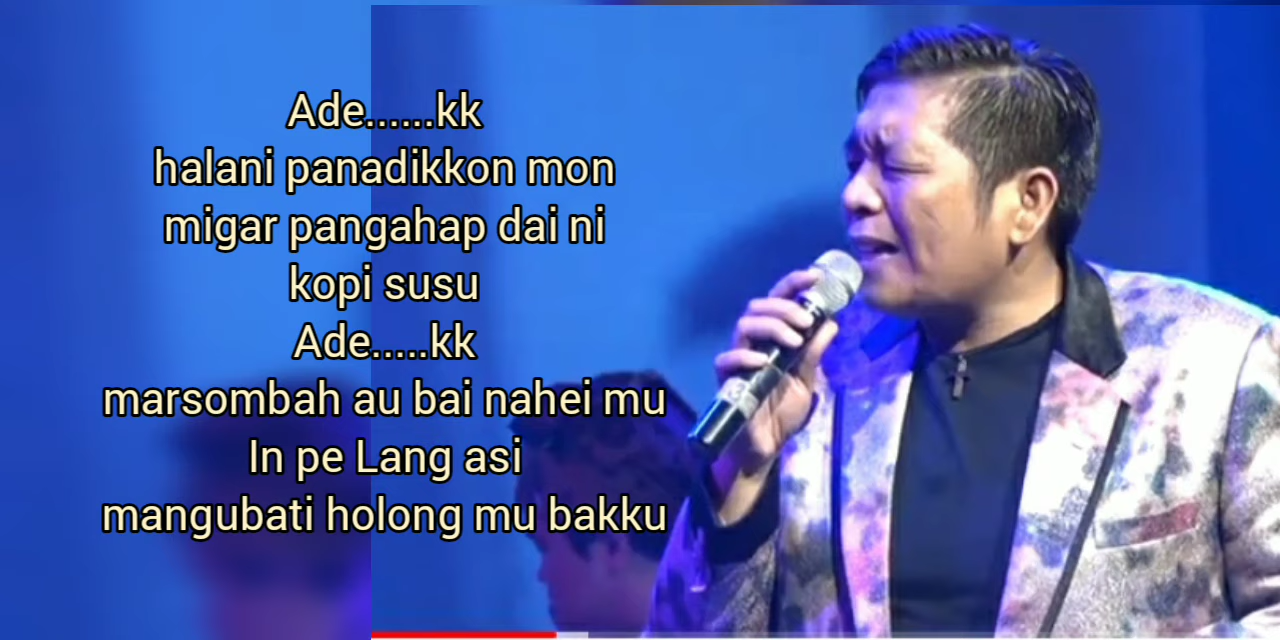 Ade......kk
halani panadikkon mon
migar pangahap dai ni
kopi susu
Ade.....kk
marsombah au bai nahei mu
In pe Lang asi
mangubati holong mu bakku